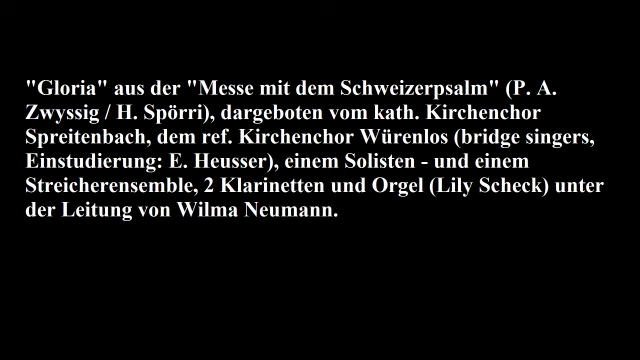 "Gloria" aus der "Messe mit dem Schweizerpsalm" (P. A.
Zwyssig / H. Spörri), dargeboten vom kath. Kirchenchor
Spreitenbach, dem ref. Kirchenchor Würenlos (bridge singers,
Einstudierung: E. Heusser), einem Solisten - und einem
Streicherensemble, 2 Klarinetten und Orgel (Lily Scheck) unter
der Leitung von Wilma Neumann.